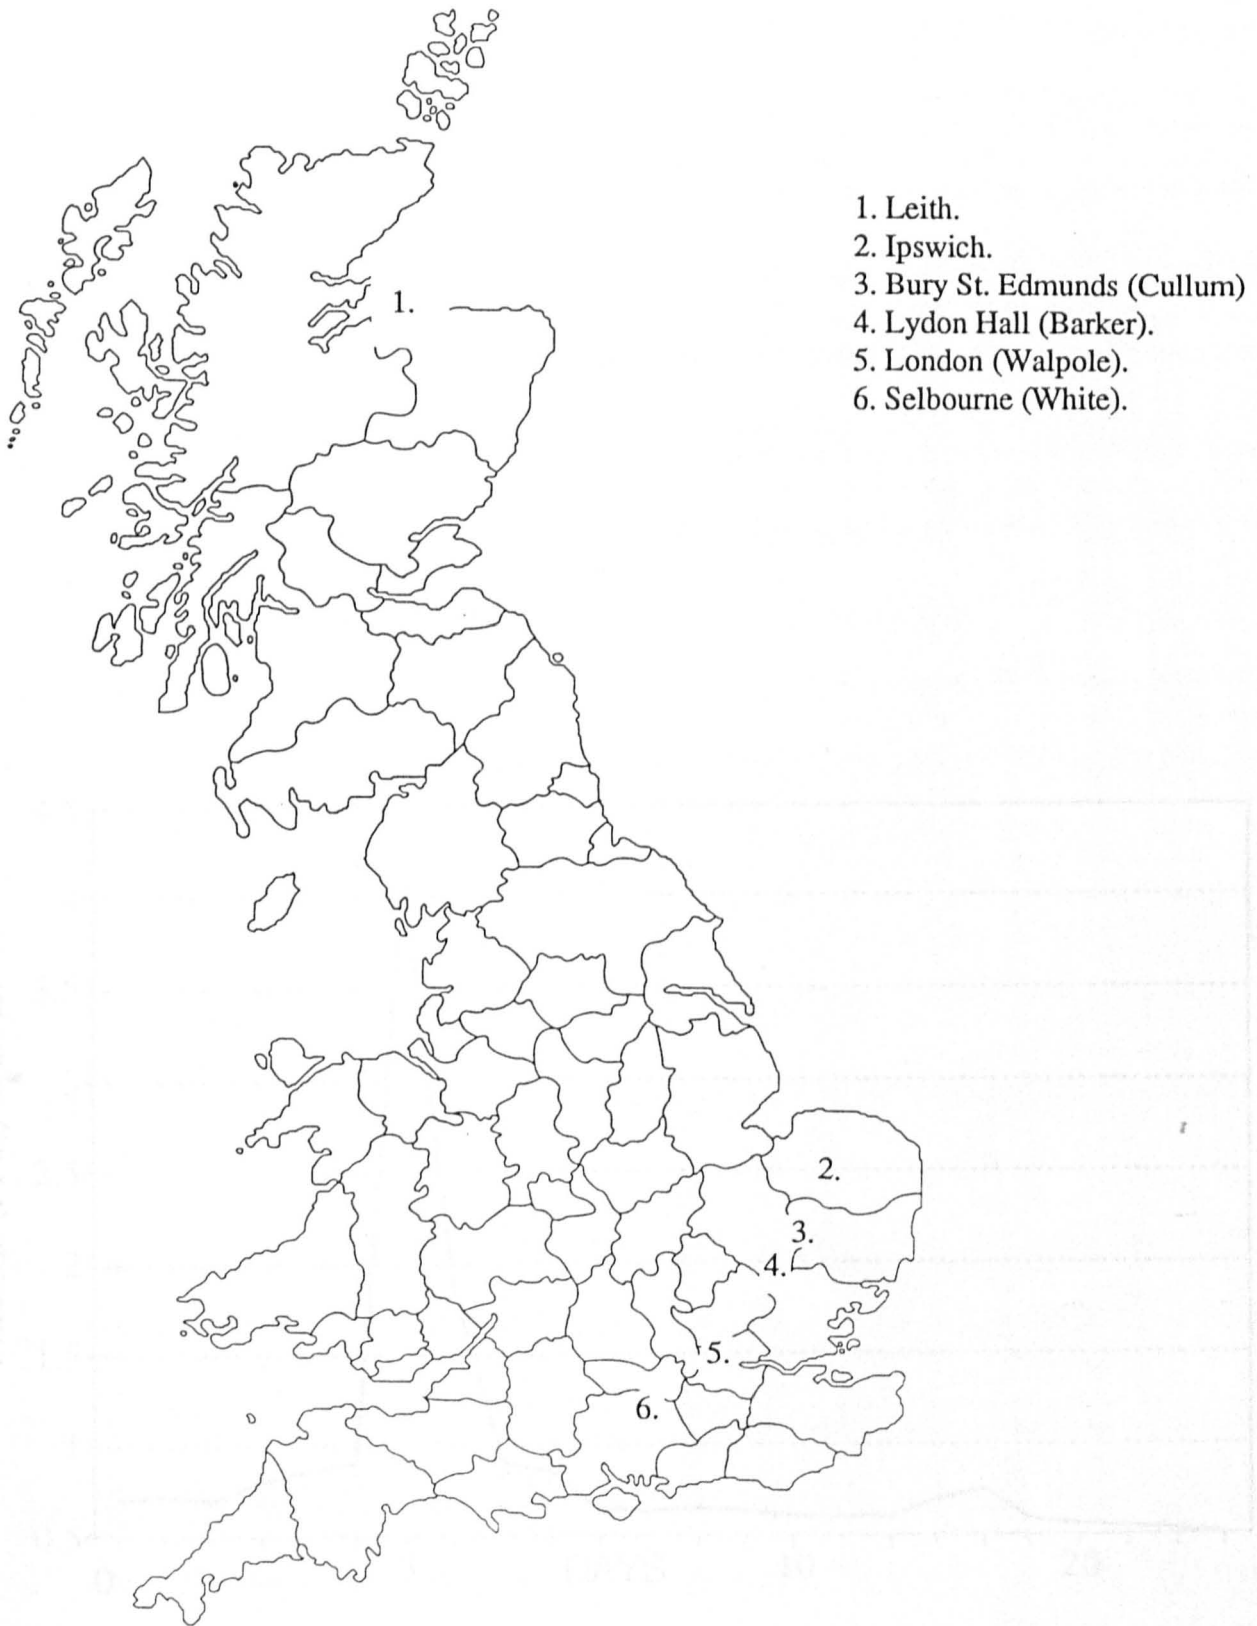 1. Leith.
2. Ipswich.
3. Bury St. Edmunds (Cullum)
4. Lydon Hall (Barker).
5. London (Walpole).
6. Selbourne (White).
1.
2.
3.
4.
5.
6.